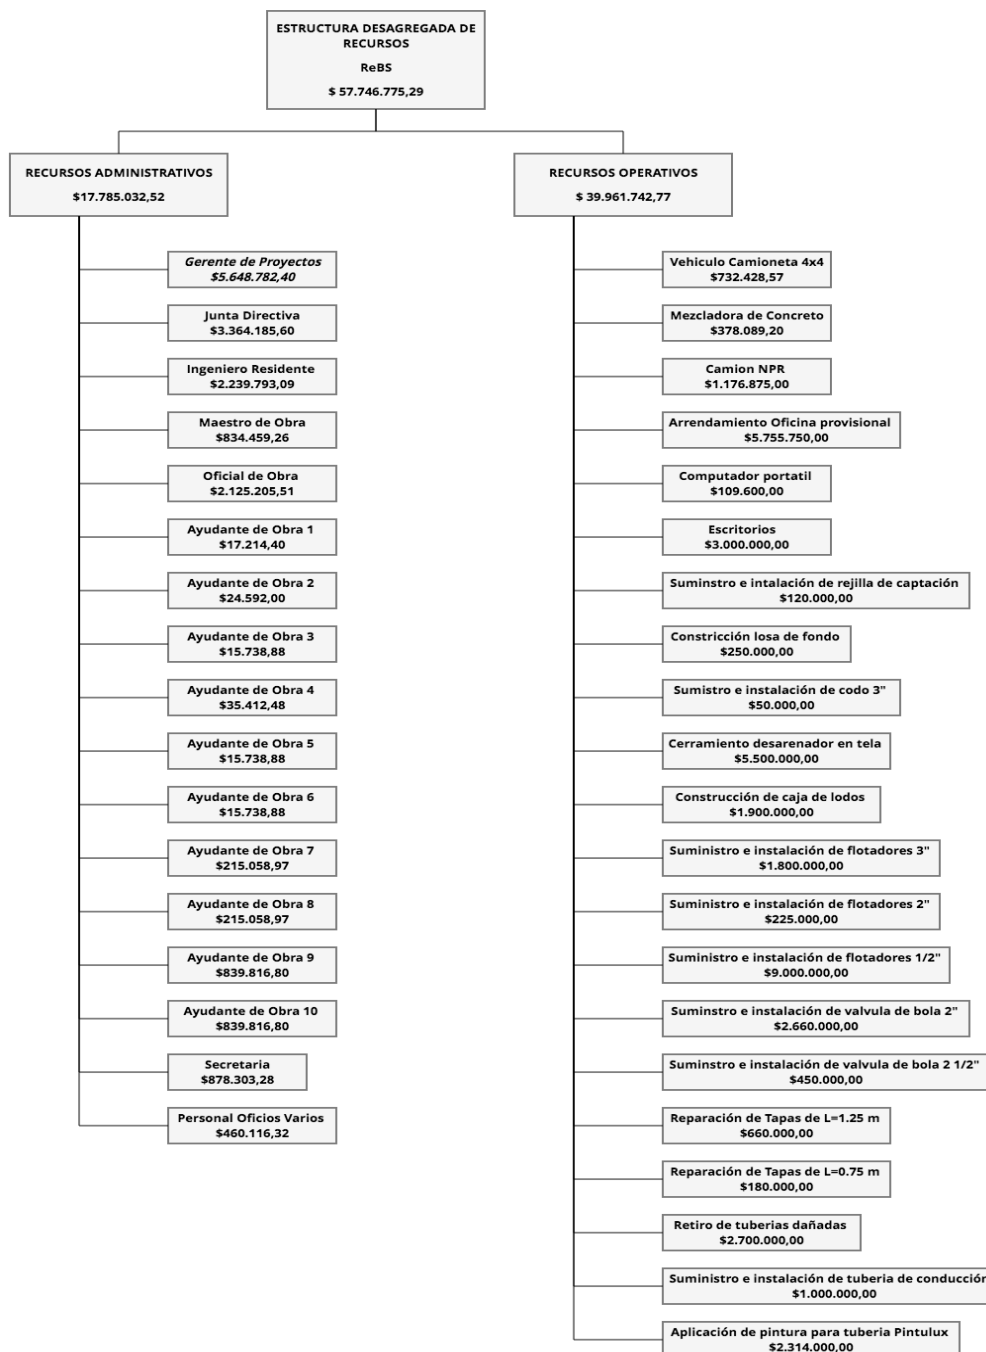 ESTRUCTURA DESAGREGADA DE
RECURSOS
ReBS
$ 57.746.775,29
RECURSOS ADMINISTRATIVOS
$17.785.032,52
Gerente de Proyectos
$5.648.782,40
Junta Directiva
$3.364.185,60
Ingeniero Residente
$2.239.793,09
Maestro de Obra
$834.459,26
Oficial de Obra
$2.125.205,51
Ayudante de Obra 1
$17.214,40
Ayudante de Obra 2
$24.592,00
Ayudante de Obra 3
$15.738,88
Ayudante de Obra 4
$35.412,48
Ayudante de Obra 5
$15.738,88
Ayudante de Obra 6
$15.738,88
Ayudante de Obra 7
$215.058,97
Ayudante de Obra 8
$215.058,97
Ayudante de Obra 9
$839.816,80
Ayudante de Obra 10
$839.816,80
Secretaria
$878.303,28
Personal Oficios Varios
$460.116,32
RECURSOS OPERATIVOS
$ 39.961.742,77
Vehiculo Camioneta 4x4
$732.428,57
Mezcladora de Concreto
$378.089,20
Camion NPR
$1.176.875,00
Arrendamiento Oficina provisional
$5.755.750,00
Computador portatil
$109.600,00
Escritorios
$3.000.000,00
Suminstro e intalación de rejilla de captación
$120.000,00
Constricción losa de fondo
$250.000,00
Sumistro e instalación de codo 3"
$50.000,00
Cerramiento desarenador en tela
$5.500.000,00
Construcción de caja de lodos
$1.900.000,00
Suministro e instalación de flotadores 3"
$1.800.000,00
Suministro e instalación de flotadores 2"
$225.000,00
Suministro e instalación de flotadores 1/2"
$9.000.000,00
Suminstro e instalación de valvula de bola 2"
$2.660.000,00
Suminstro e instalación de valvula de bola 2 1/2"
$450.000,00
Reparación de Tapas de L=1.25 m
$660.000,00
Reparación de Tapas de L=0.75 m
$180.000,00
Retiro de tuberias dañadas
$2.700.000,00
Suministro e instalación de tuberia de conducción
$1.000.000,00
Aplicación de pintura para tuberia Pintulux
$2.314.000,00